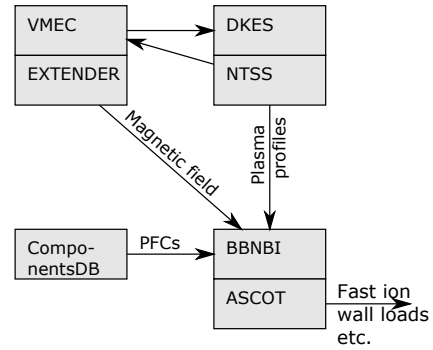 VMEC
DKES
EXTENDER
NTSS
Magnetic field
Plasma
profiles
Compo-
nentsDB
PFCs
BBNBI
ASCOT
Fast ion
wall loads
etc.